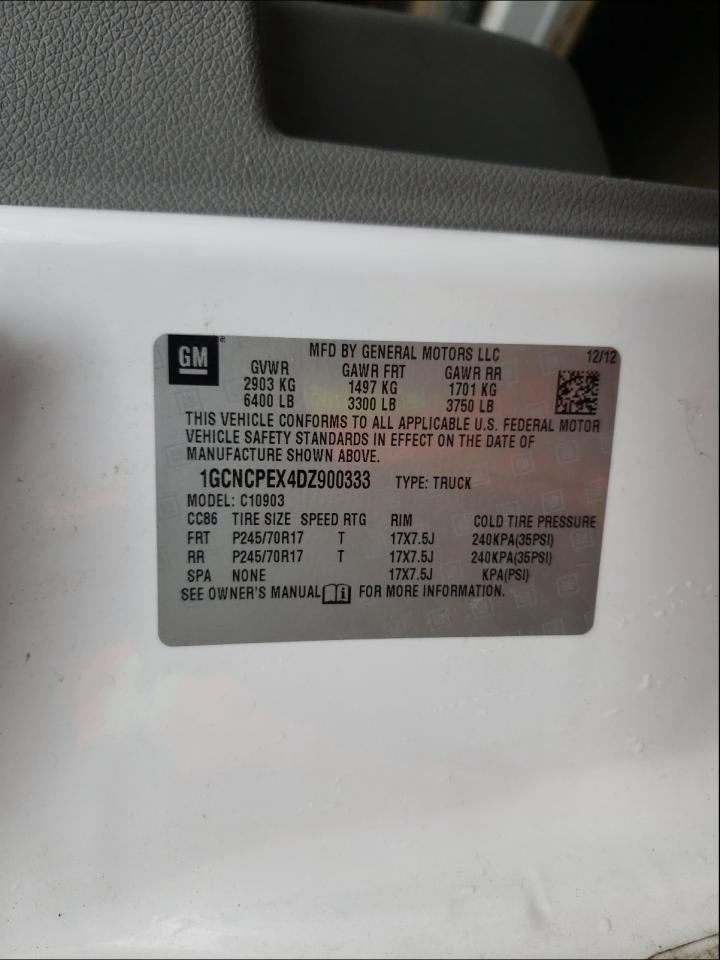 GM ® MFD BY GENERAL MOTORS LLC 12/12
GVWR GAWR FRT GAWR RR
2903 KG 1497 KG 1701 KG
6400 LB 3300 LB 3750 LB
THIS VEHICLE CONFORMS TO ALL APPLICABLE U.S. FEDERAL MOTOR
VEHICLE SAFETY STANDARDS IN EFFECT ON THE DATE OF
MANUFACTURE SHOWN ABOVE.
1GCNCPEX4DZ900333 TYPE: TRUCK
MODEL: C10903
CC86 TIRE SIZE SPEED RTG RIM COLD TIRE PRESSURE
FRT P245/70R17 T 17X7.5J 240KPA(35PSI)
RR P245/70R17 T 17X7.5J 240KPA(35PSI)
SPA NONE 17X7.5J KPA(PSI)
SEE OWNER'S MANUAL i FOR MORE INFORMATION.